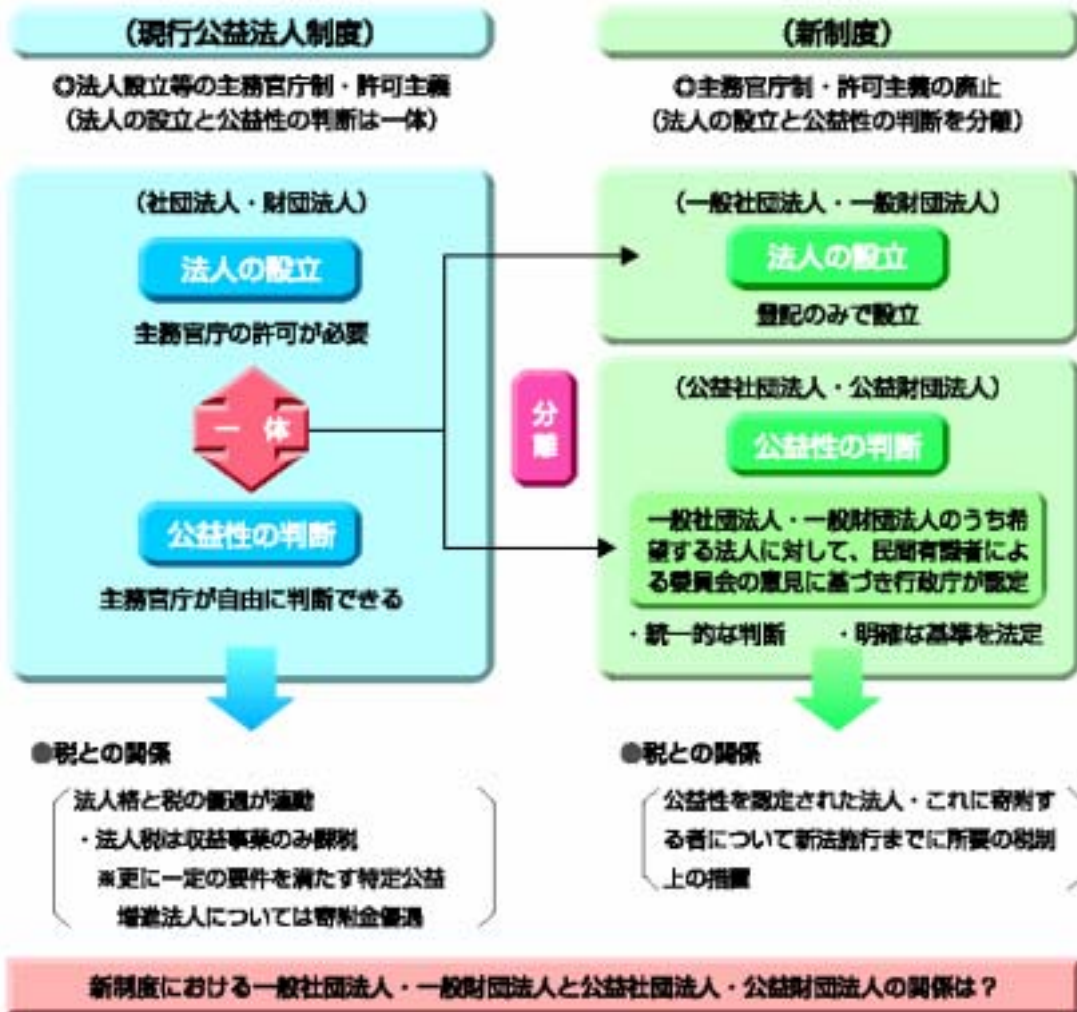 （現行公益法人制度）
◎法人設立等の主務官庁制・許可主義
（法人の設立と公益性の判断は一体）
（社団法人・財団法人）
法人の設立
主務官庁の許可が必要
一体
公益性の判断
主務官庁が自由に判断できる
●税との関係
法人格と税の優遇が連動
・法人税は収益事業のみ課税
※更に一定の要件を満たす特定公益
増進法人については寄附金優遇
分離
（新制度）
◎主務官庁制・許可主義の廃止
（法人の設立と公益性の判断を分離）
（一般社団法人・一般財団法人）
法人の設立
登記のみで設立
（公益社団法人・公益財団法人）
公益性の判断
一般社団法人・一般財団法人のうち希
望する法人に対して、民間有識者によ
る委員会の意見に基づき行政庁が認定
・統一的な判断　・明確な基準を法定
●税との関係
公益性を認定された法人・これに寄附す
る者について新法施行までに所要の税制
上の措置
新制度における一般社団法人・一般財団法人と公益社団法人・公益財団法人の関係は？